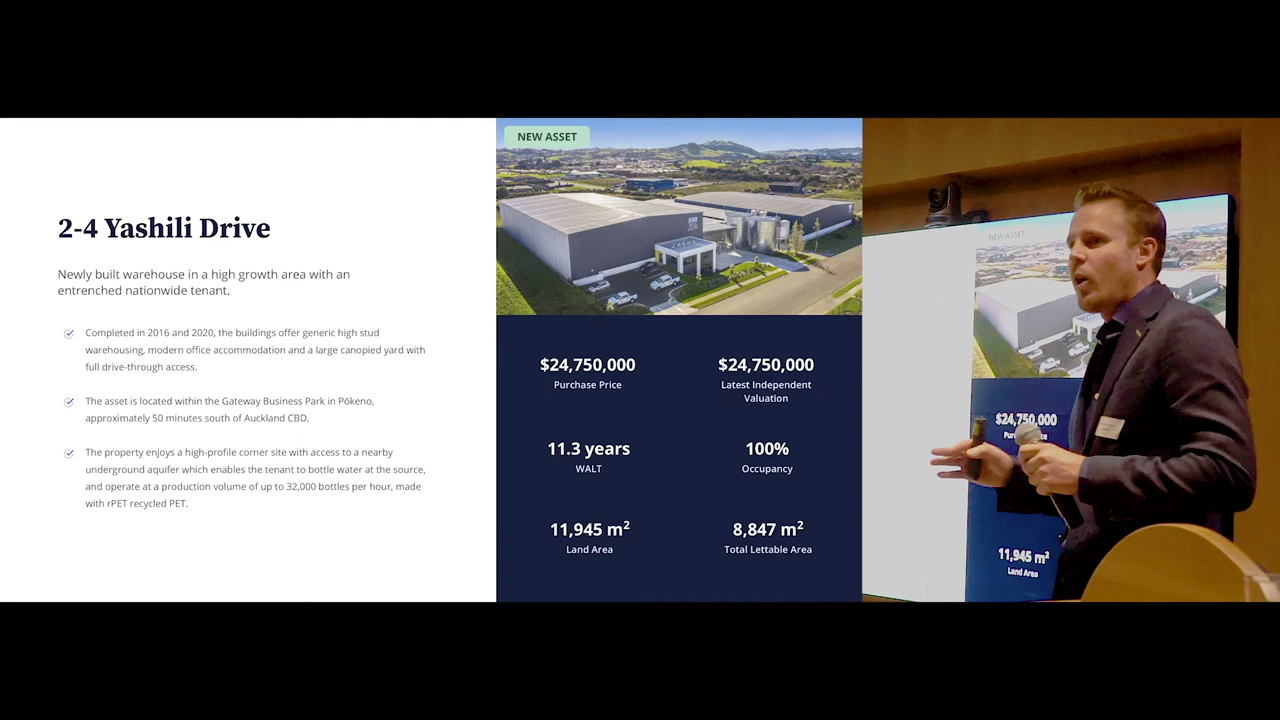 2-4 Yashili Drive
Newly built warehouse in a high growth area with an
entrenched nationwide tenant.
Completed in 2016 and 2020, the buildings offer generic high stud
warehousing, modern office accommodation and a large canopied yard with
full drive-through access.
The asset is located within the Gateway Business Park in Pōkeno,
approximately 50 minutes south of Auckland CBD.
The property enjoys a high-profile corner site with access to a nearby
underground aquifer which enables the tenant to bottle water at the source,
and operate at a production volume of up to 32,000 bottles per hour, made
with rPET recycled PET.
NEW ASSET
$24,750,000
Purchase Price
$24,750,000
Latest Independent
Valuation
11.3 years
WALT
100%
Occupancy
11,945 m²
Land Area
8,847 m²
Total Lettable Area
NEW ASSET
$24,750,000
11,945 m²
Land Area